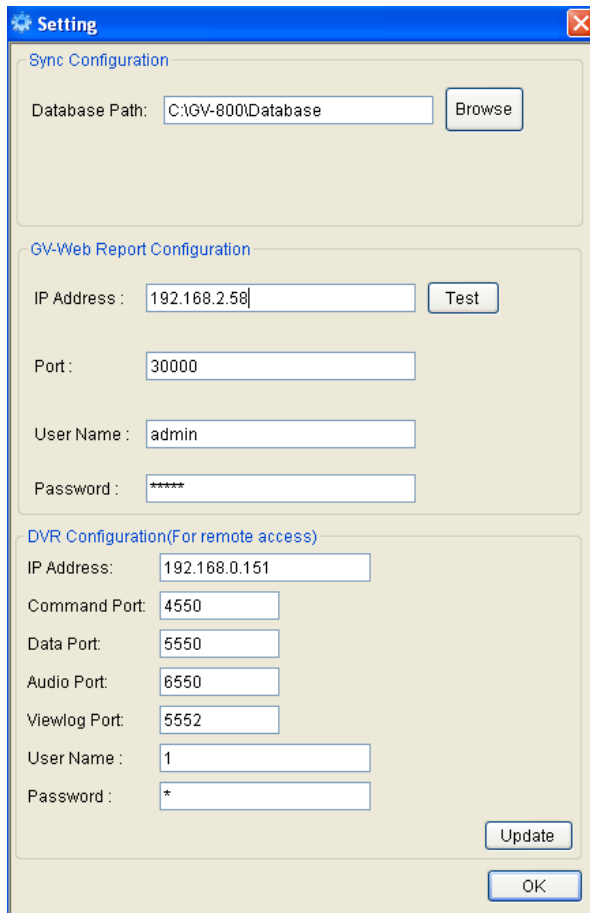 Setting
Sync Configuration
Database Path: C:\GV-800\Database Browse
GV-Web Report Configuration
IP Address : 192.168.2.58 Test
Port : 30000
User Name : admin
Password : *****
DVR Configuration(For remote access)
IP Address: 192.168.0.151
Command Port: 4550
Data Port: 5550
Audio Port: 6550
Viewlog Port: 5552
User Name : 1
Password : *
Update
OK